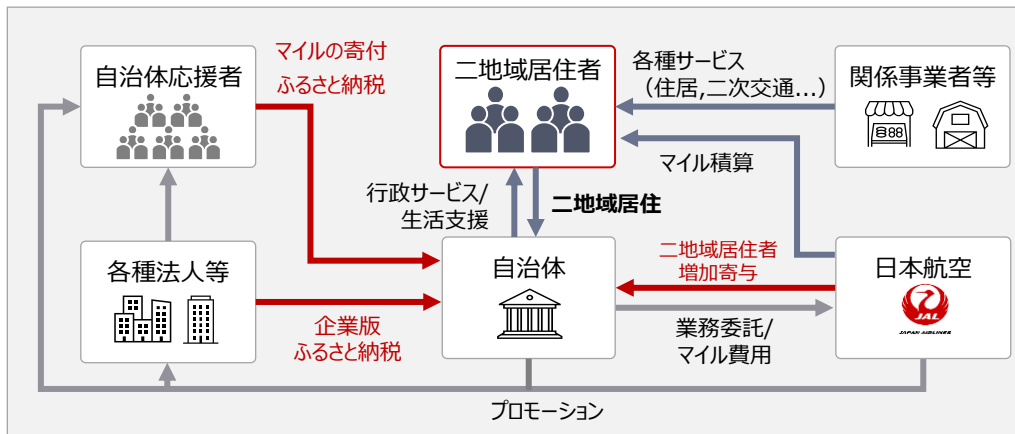 マイルの寄付
ふるさと納税
自治体応援者
二地域居住者
各種サービス
（住居,二次交通...）
関係事業者等
マイル積算
行政サービス/
生活支援
二地域居住
各種法人等
企業版
ふるさと納税
自治体
二地域居住者
増加寄与
業務委託/
マイル費用
日本航空
JAL
JAPAN AIRLINES
プロモーション